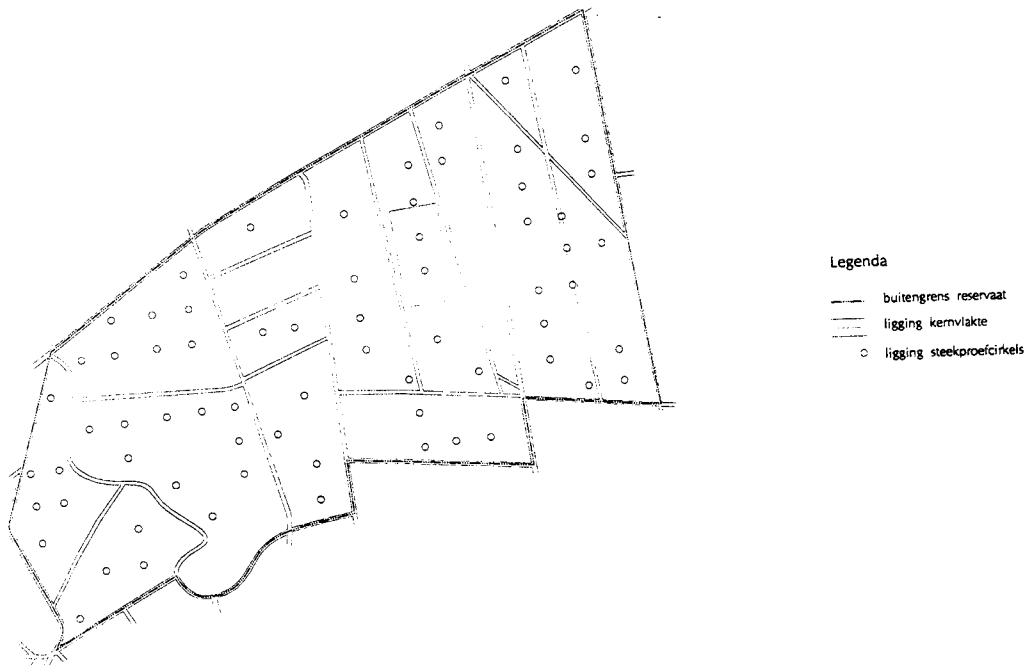 Legenda
buitengrens reservaat
ligging kernvlakte
ligging steekproefcirkels